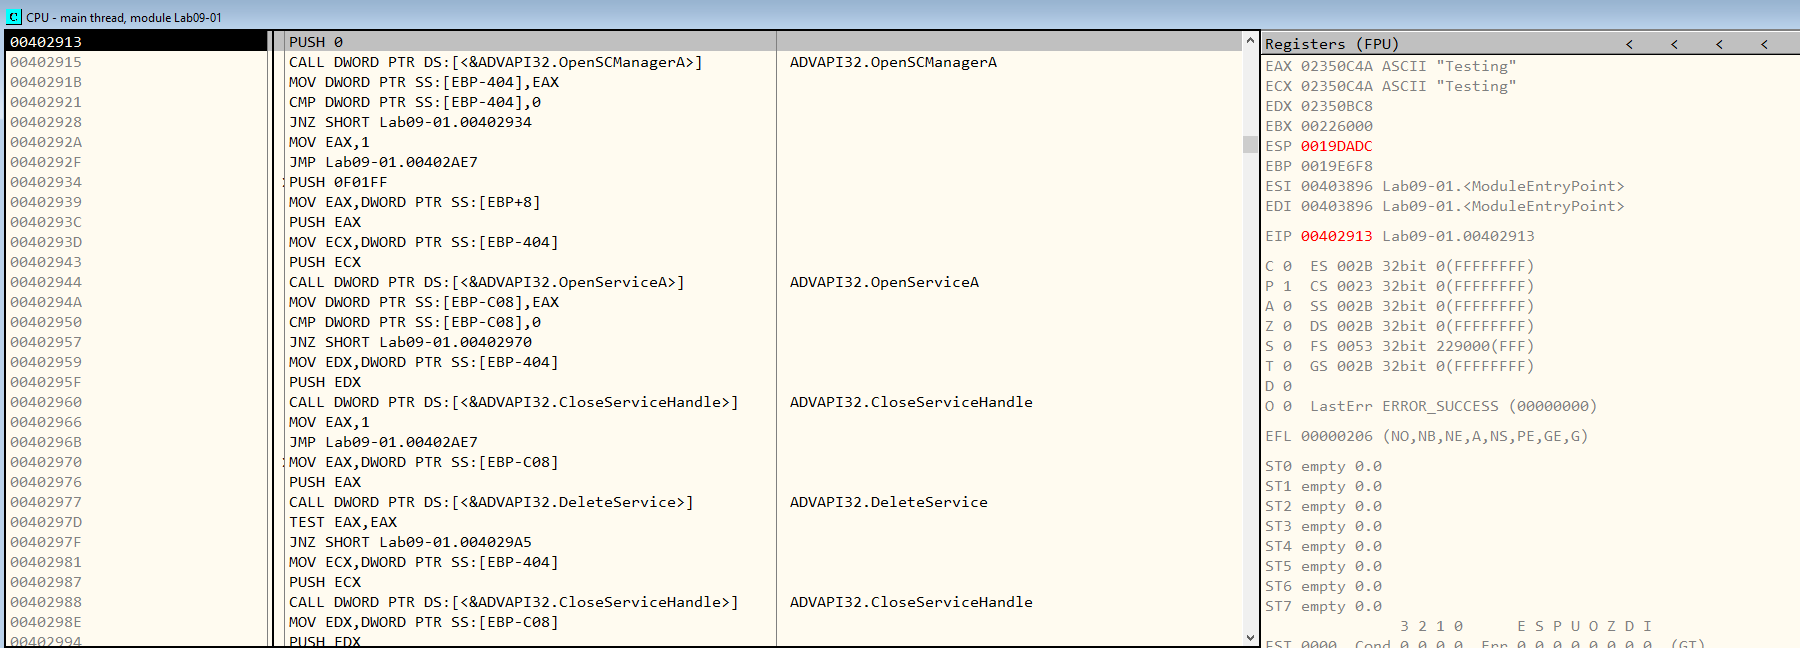 C CPU - main thread, module Lab09-01
00402913 PUSH 0
00402915 CALL DWORD PTR DS:[<&ADVAPI32.OpenSCManagerA>] ADVAPI32.OpenSCManagerA
0040291B MOV DWORD PTR SS:[EBP-404],EAX
00402921 CMP DWORD PTR SS:[EBP-404],0
00402928 JNZ SHORT Lab09-01.00402934
0040292A MOV EAX,1
0040292F JMP Lab09-01.00402AE7
00402934 PUSH 0F01FF
00402939 MOV EAX,DWORD PTR SS:[EBP+8]
0040293C PUSH EAX
0040293D MOV ECX,DWORD PTR SS:[EBP-404]
00402943 PUSH ECX
00402944 CALL DWORD PTR DS:[<&ADVAPI32.OpenServiceA>] ADVAPI32.OpenServiceA
0040294A MOV DWORD PTR SS:[EBP-C08],EAX
00402950 CMP DWORD PTR SS:[EBP-C08],0
00402957 JNZ SHORT Lab09-01.00402970
00402959 MOV EDX,DWORD PTR SS:[EBP-404]
0040295F PUSH EDX
00402960 CALL DWORD PTR DS:[<&ADVAPI32.CloseServiceHandle>] ADVAPI32.CloseServiceHandle
00402966 MOV EAX,1
0040296B JMP Lab09-01.00402AE7
00402970 MOV EAX,DWORD PTR SS:[EBP-C08]
00402976 PUSH EAX
00402977 CALL DWORD PTR DS:[<&ADVAPI32.DeleteService>] ADVAPI32.DeleteService
0040297D TEST EAX,EAX
0040297F JNZ SHORT Lab09-01.004029A5
00402981 MOV ECX,DWORD PTR SS:[EBP-404]
00402987 PUSH ECX
00402988 CALL DWORD PTR DS:[<&ADVAPI32.CloseServiceHandle>] ADVAPI32.CloseServiceHandle
0040298E MOV EDX,DWORD PTR SS:[EBP-C08]
00402994 PUSH EDX
Registers (FPU) < < < <
EAX 02350C4A ASCII "Testing"
ECX 02350C4A ASCII "Testing"
EDX 02350BC8
EBX 00226000
ESP 0019DADC
EBP 0019E6F8
ESI 00403896 Lab09-01.<ModuleEntryPoint>
EDI 00403896 Lab09-01.<ModuleEntryPoint>
EIP 00402913 Lab09-01.00402913
C 0 ES 002B 32bit 0(FFFFFFFF)
P 1 CS 0023 32bit 0(FFFFFFFF)
A 0 SS 002B 32bit 0(FFFFFFFF)
Z 0 DS 002B 32bit 0(FFFFFFFF)
S 0 FS 0053 32bit 229000(FFF)
T 0 GS 002B 32bit 0(FFFFFFFF)
D 0
O 0 LastErr ERROR_SUCCESS (00000000)
EFL 00000206 (NO,NB,NE,A,NS,PE,GE,G)
ST0 empty 0.0
ST1 empty 0.0
ST2 empty 0.0
ST3 empty 0.0
ST4 empty 0.0
ST5 empty 0.0
ST6 empty 0.0
ST7 empty 0.0
3 2 1 0 E S P U O Z D I
FST 0000 Cond 0 0 0 0 Err 0 0 0 0 0 0 0 0 (GT)